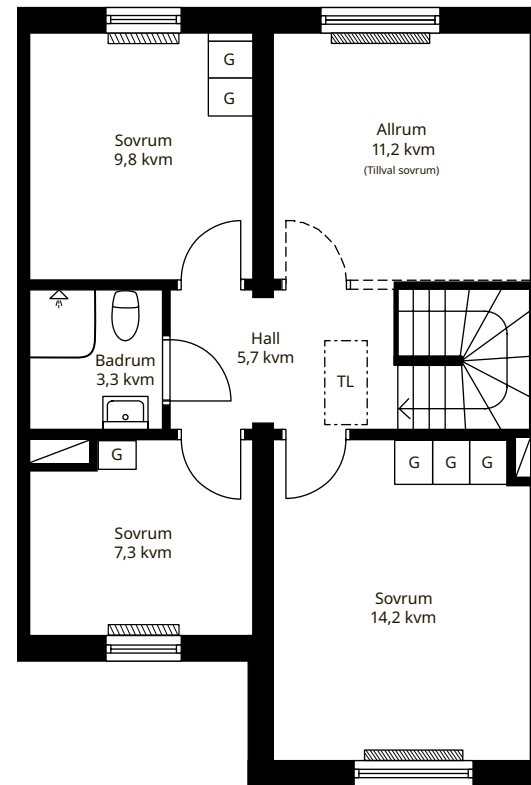 G
G
Sovrum
9,8 kvm
Allrum
11,2 kvm
(Tillval sovrum)
Hall
5,7 kvm
Badrum
3,3 kvm
TL
G
G
G
G
Sovrum
7,3 kvm
Sovrum
14,2 kvm